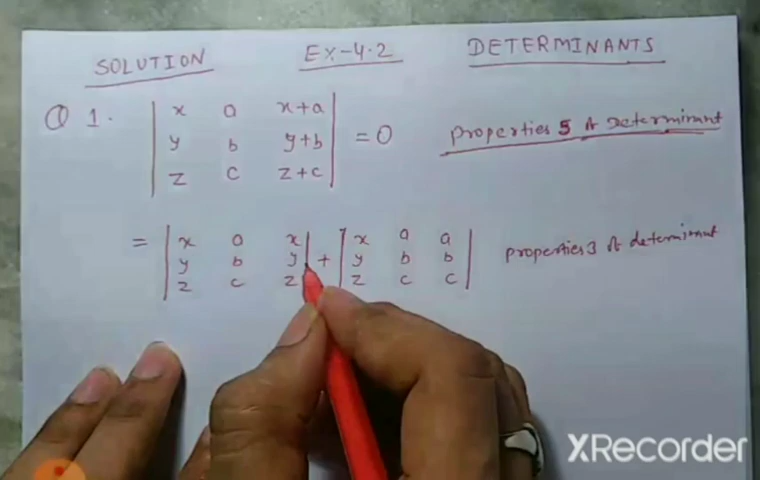 SOLUTION EX-4.2 DETERMINANTS
Q 1. | x a x+a |
| y b y+b | = 0 Properties 5 of Determinant
| z c z+c |
= | x a x | + | x a a |
| y b y | | y b b | properties 3 of determinant
| z c z | | z c c |
XRecorder